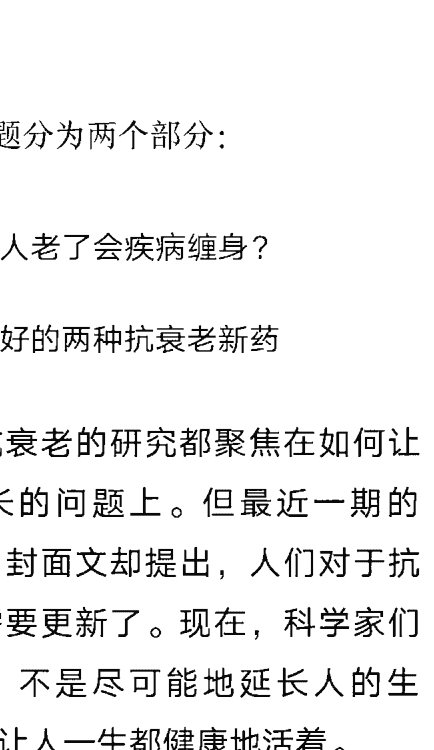 题分为两个部分：
人老了会疾病缠身？
好的两种抗衰老新药
衰老的研究都聚焦在如何让
长的问题上。但最近一期的
封面文却提出，人们对于抗
要更新了。现在，科学家们
不是尽可能地延长人的生
让人一生都健康地活着。